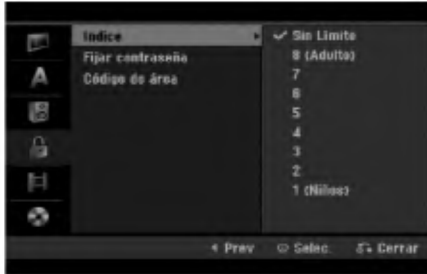 Indice
Fijar contraseña
Código de área
Sin Limite
8 (Adulto)
7
6
5
4
3
2
1 (Niños)
Prev
Selec.
Cerrar